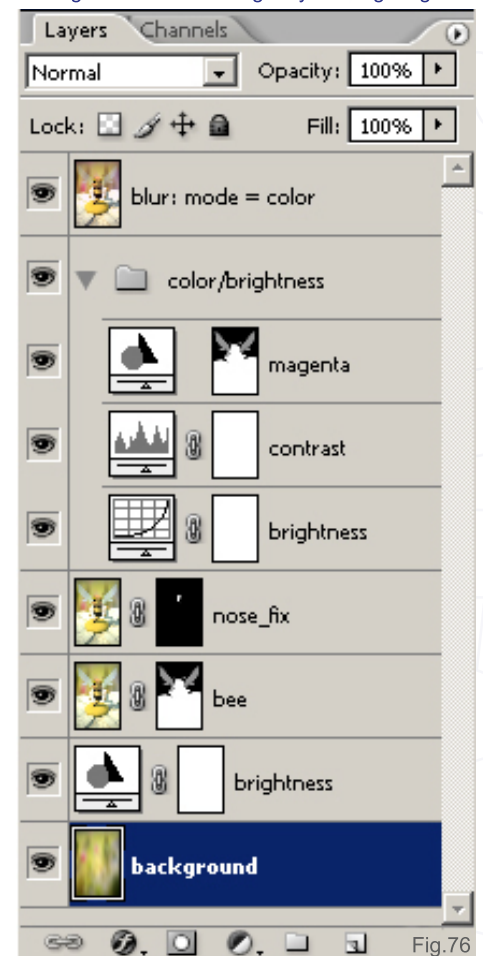 Layers Channels
Normal Opacity: 100%
Lock: Fill: 100%
blur: mode = color
color/brightness
magenta
contrast
brightness
nose_fix
bee
brightness
background
Fig.76